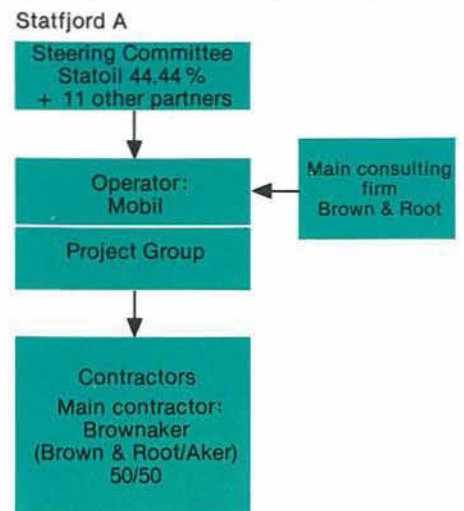 Statfjord A
Steering Committee
Statoil 44,44 %
+ 11 other partners
Operator:
Mobil
Main consulting
firm
Brown & Root
Project Group
Contractors
Main contractor:
Brownaker
(Brown & Root/Aker)
50/50